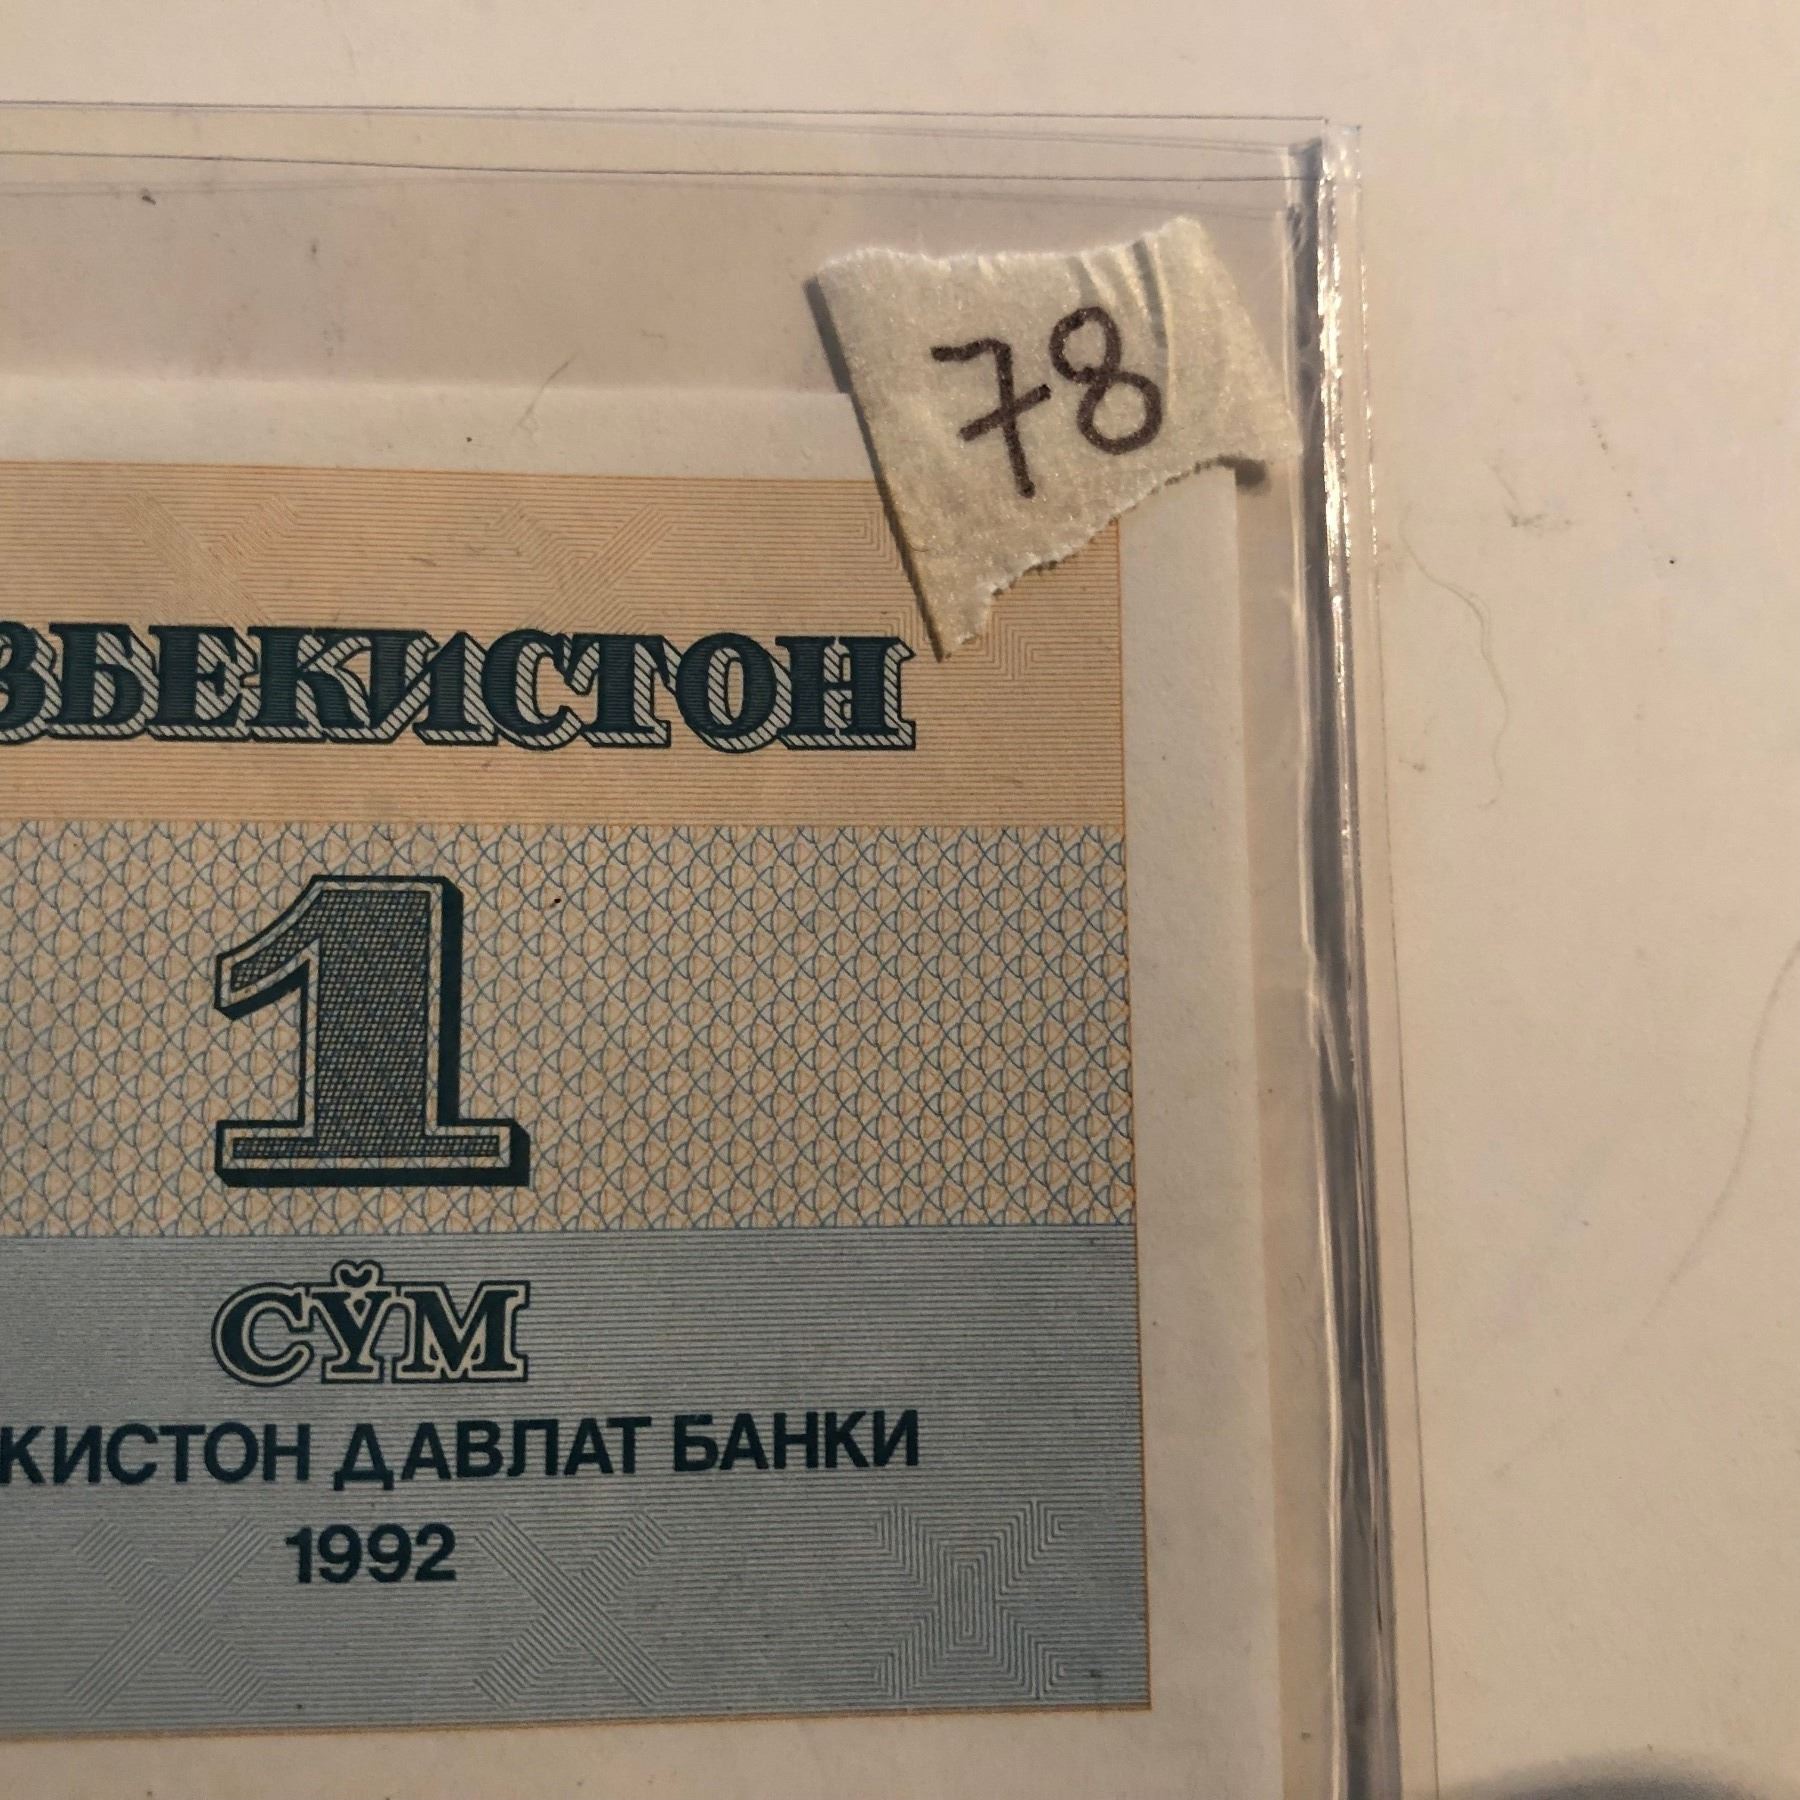 78
ЗБЕКИСТОН
1
СЎМ
КИСТОН ДАВЛАТ БАНКИ
1992